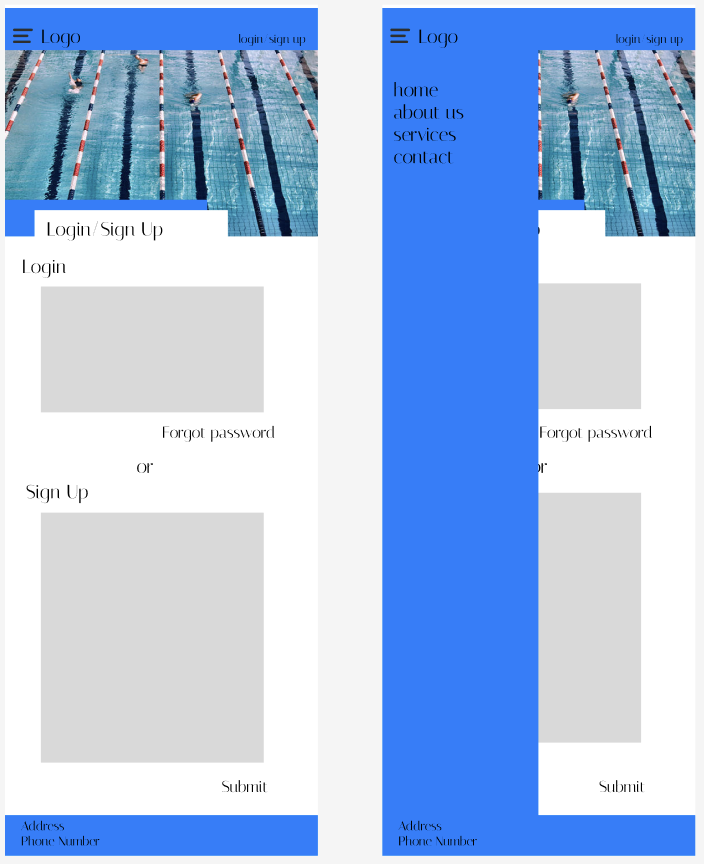 Logo login/sign up
Login/Sign Up
Login
Forgot password
or
Sign Up
Submit
Address
Phone Number
Logo login/sign up
home
about us
services
contact
Forgot password
or
Submit
Address
Phone Number